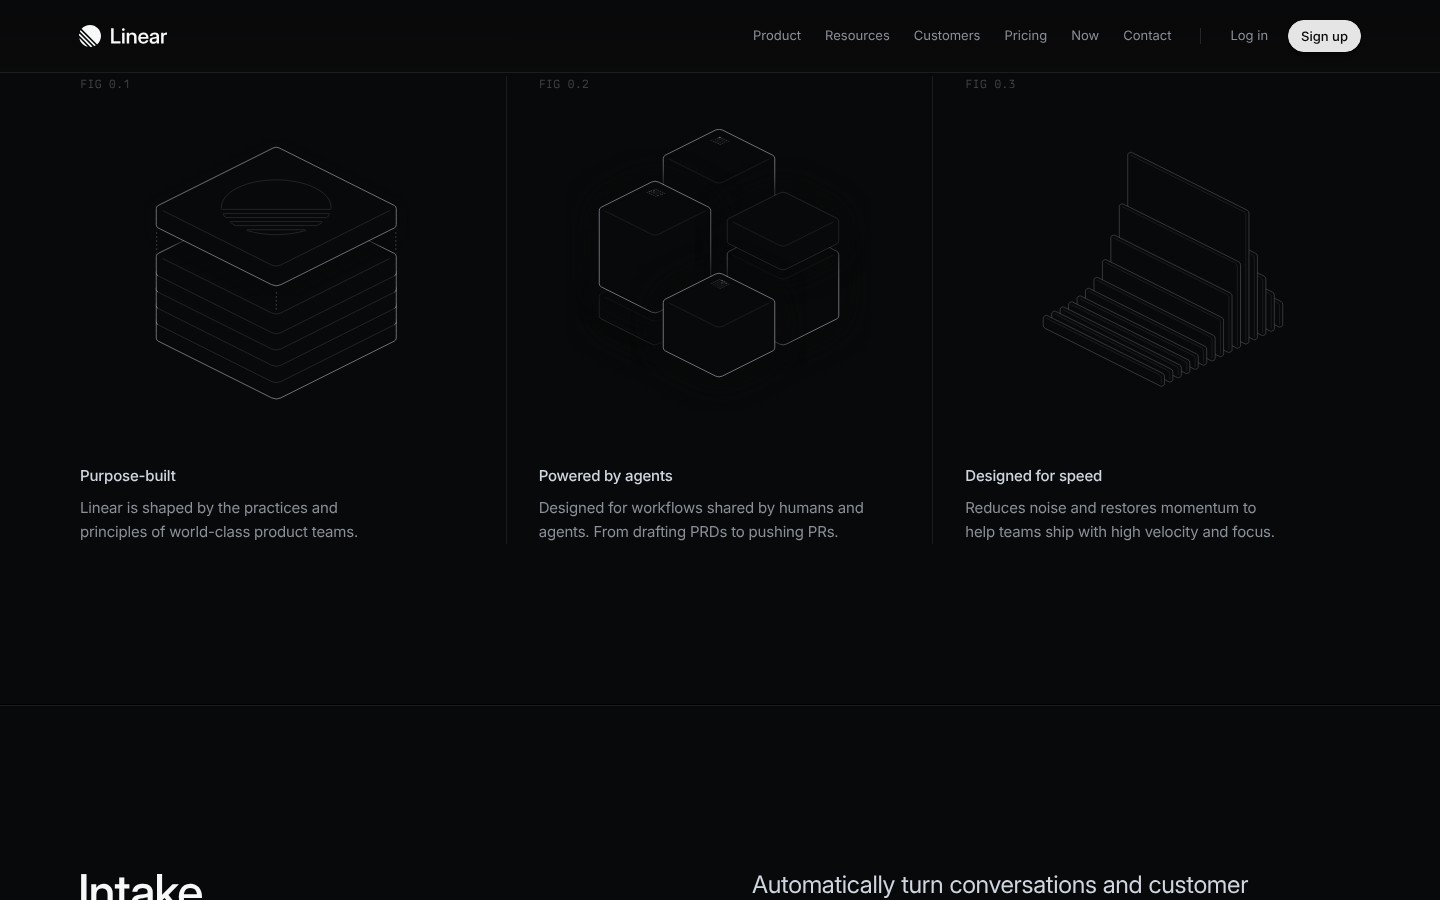 Linear
Product
Resources
Customers
Pricing
Now
Contact
Log in
Sign up
FIG 0.1
FIG 0.2
FIG 0.3
Purpose-built
Linear is shaped by the practices and
principles of world-class product teams.
Powered by agents
Designed for workflows shared by humans and
agents. From drafting PRDs to pushing PRs.
Designed for speed
Reduces noise and restores momentum to
help teams ship with high velocity and focus.
Intake
Automatically turn conversations and customer